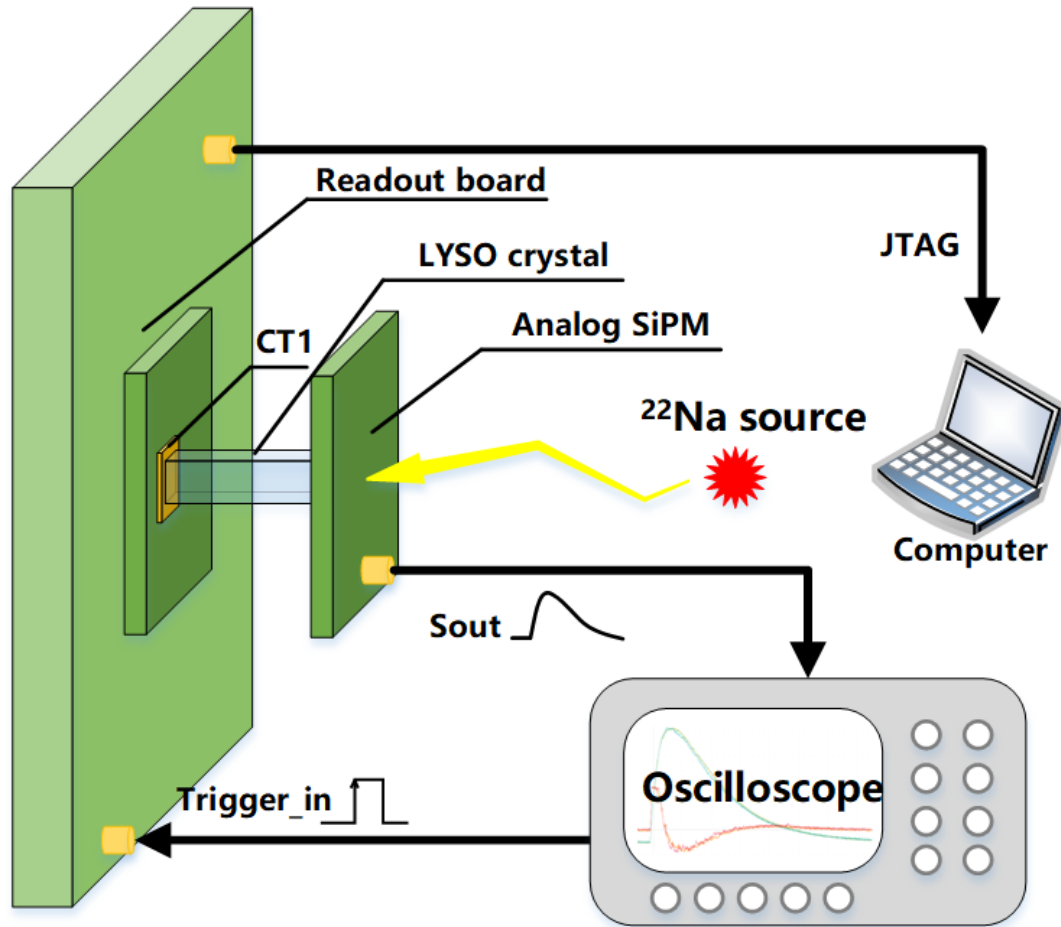 Readout board
JTAG
LYSO crystal
Analog SiPM
CT1
²²Na source
Computer
Sout
Oscilloscope
Trigger_in